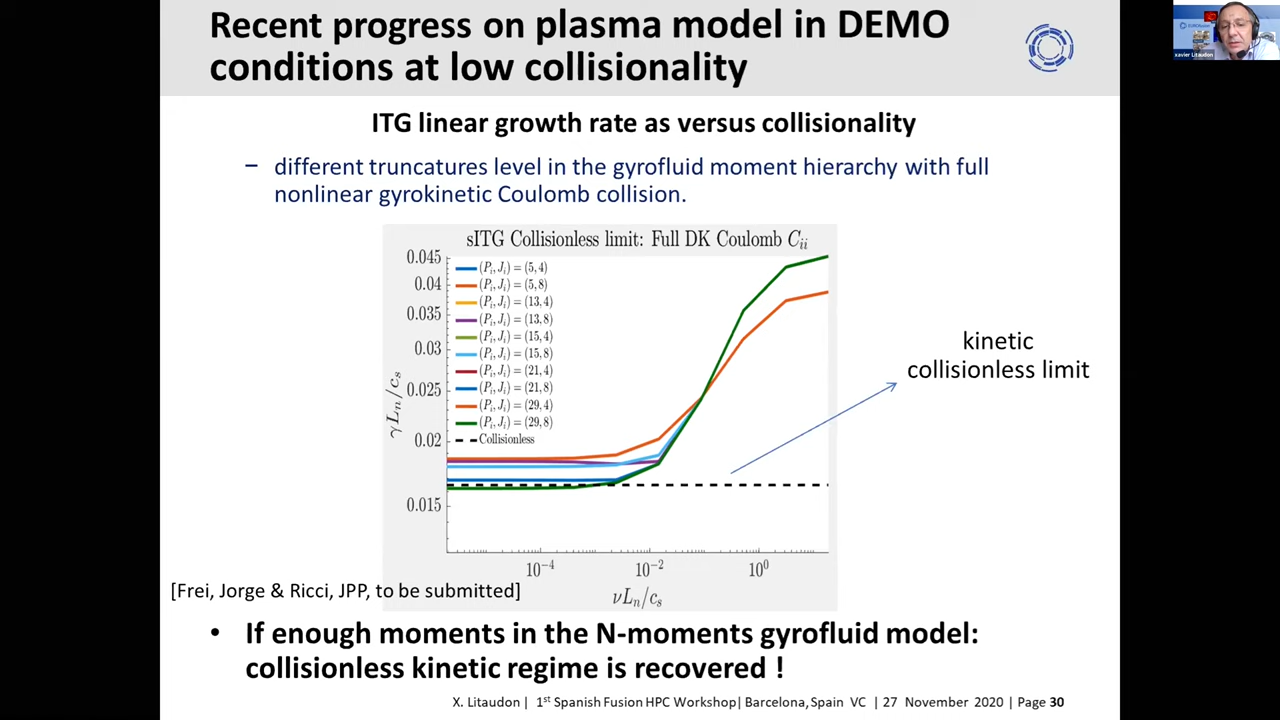 Recent progress on plasma model in DEMO
conditions at low collisionality
xavier Litaudon
ITG linear growth rate as versus collisionality
– different truncatures level in the gyrofluid moment hierarchy with full
nonlinear gyrokinetic Coulomb collision.
sITG Collisionless limit: Full DK Coulomb C_ii
0.045
0.04
0.035
0.03
0.025
0.02
0.015
γL_n/c_s
(P_i, J_i) = (5, 4)
(P_i, J_i) = (5, 8)
(P_i, J_i) = (13, 4)
(P_i, J_i) = (13, 8)
(P_i, J_i) = (15, 4)
(P_i, J_i) = (15, 8)
(P_i, J_i) = (21, 4)
(P_i, J_i) = (21, 8)
(P_i, J_i) = (29, 4)
(P_i, J_i) = (29, 8)
Collisionless
kinetic
collisionless limit
10^-4 10^-2 10^0
νL_n/c_s
[Frei, Jorge & Ricci, JPP, to be submitted]
• If enough moments in the N-moments gyrofluid model:
collisionless kinetic regime is recovered !
X. Litaudon | 1st Spanish Fusion HPC Workshop| Barcelona, Spain VC | 27 November 2020 | Page 30